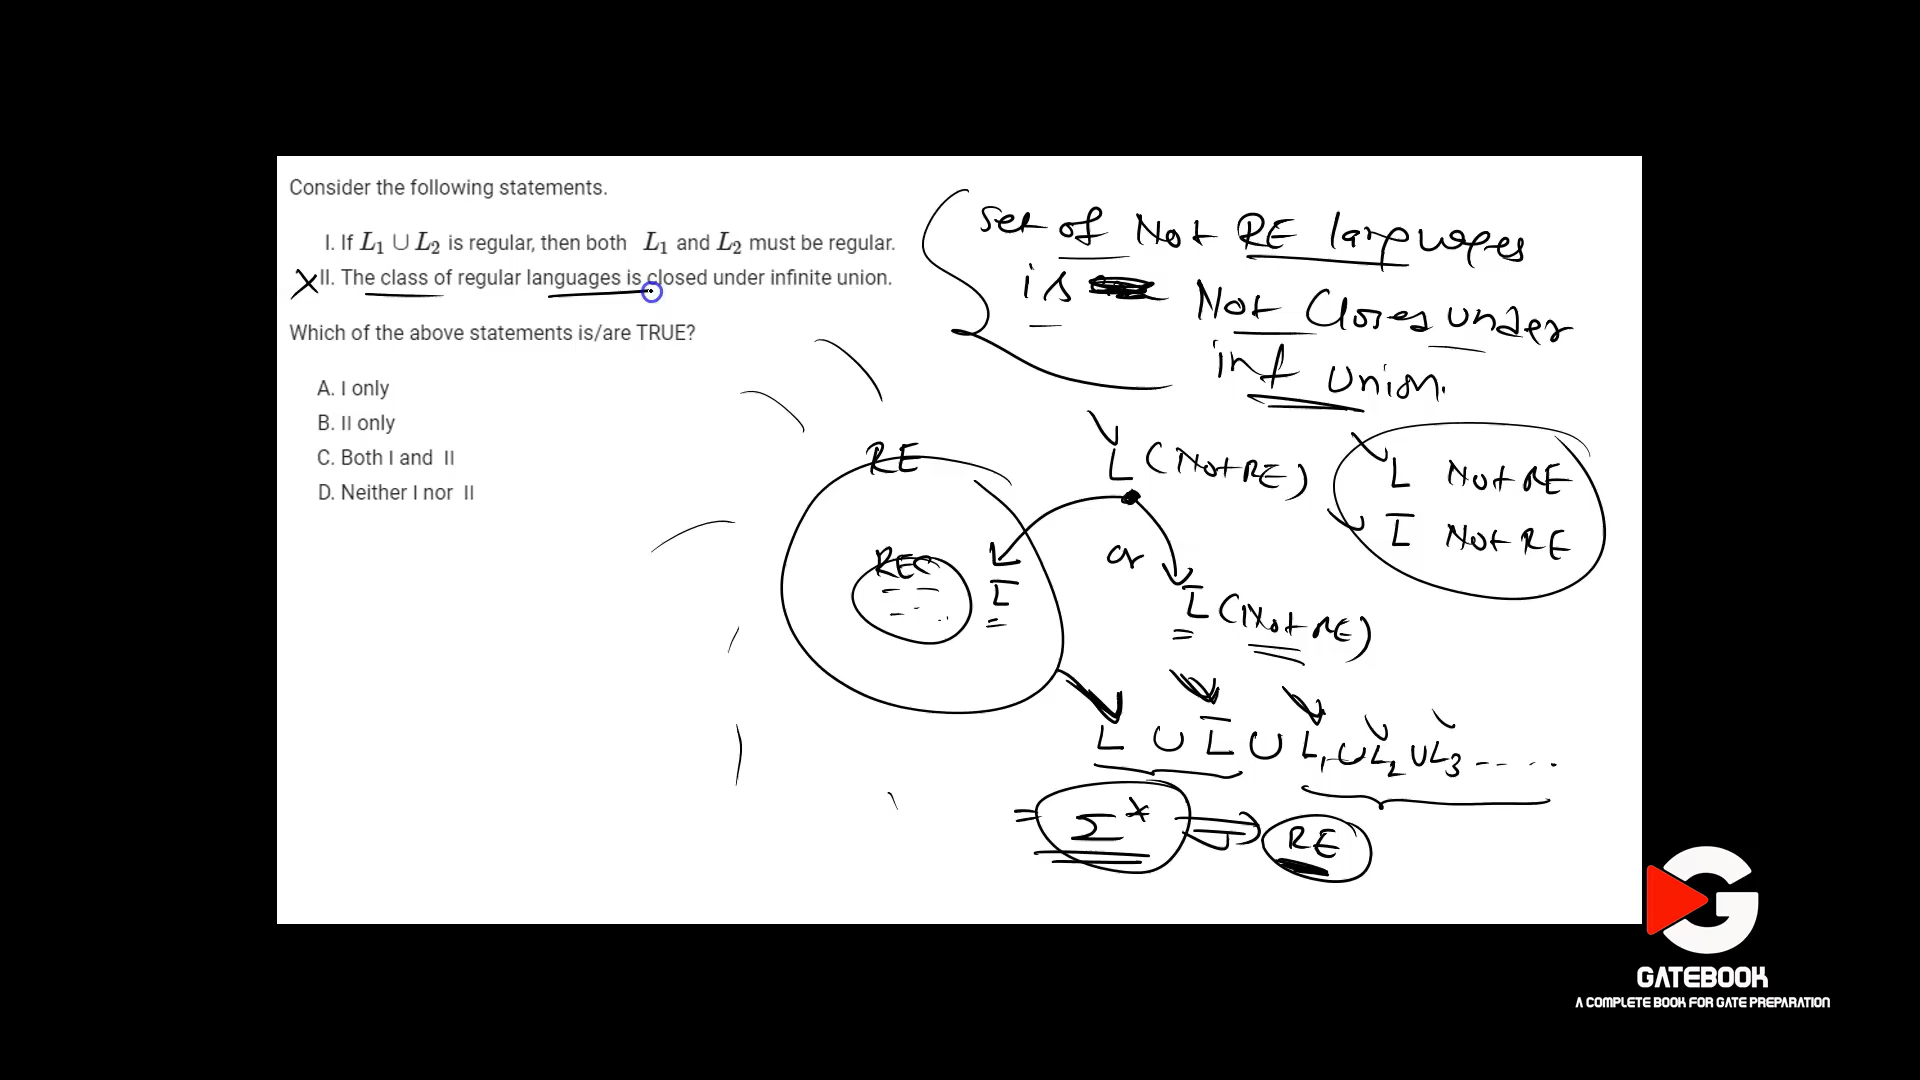 Consider the following statements.
I. If L₁ ∪ L₂ is regular, then both L₁ and L₂ must be regular.
X II. The class of regular languages is closed under infinite union.
Which of the above statements is/are TRUE?
A. I only
B. II only
C. Both I and II
D. Neither I nor II
Set of Not RE languages
is Not Closed under
inf union.
RE
REC
L
L̅
L (Not RE)
or
L̅ (Not RE)
L Not RE
L̅ Not RE
L ∪ L̅ ∪ L₁ ∪ L₂ ∪ L₃ - - - - .
= Σ* ⇒ RE
GATEBOOK
A COMPLETE BOOK FOR GATE PREPARATION